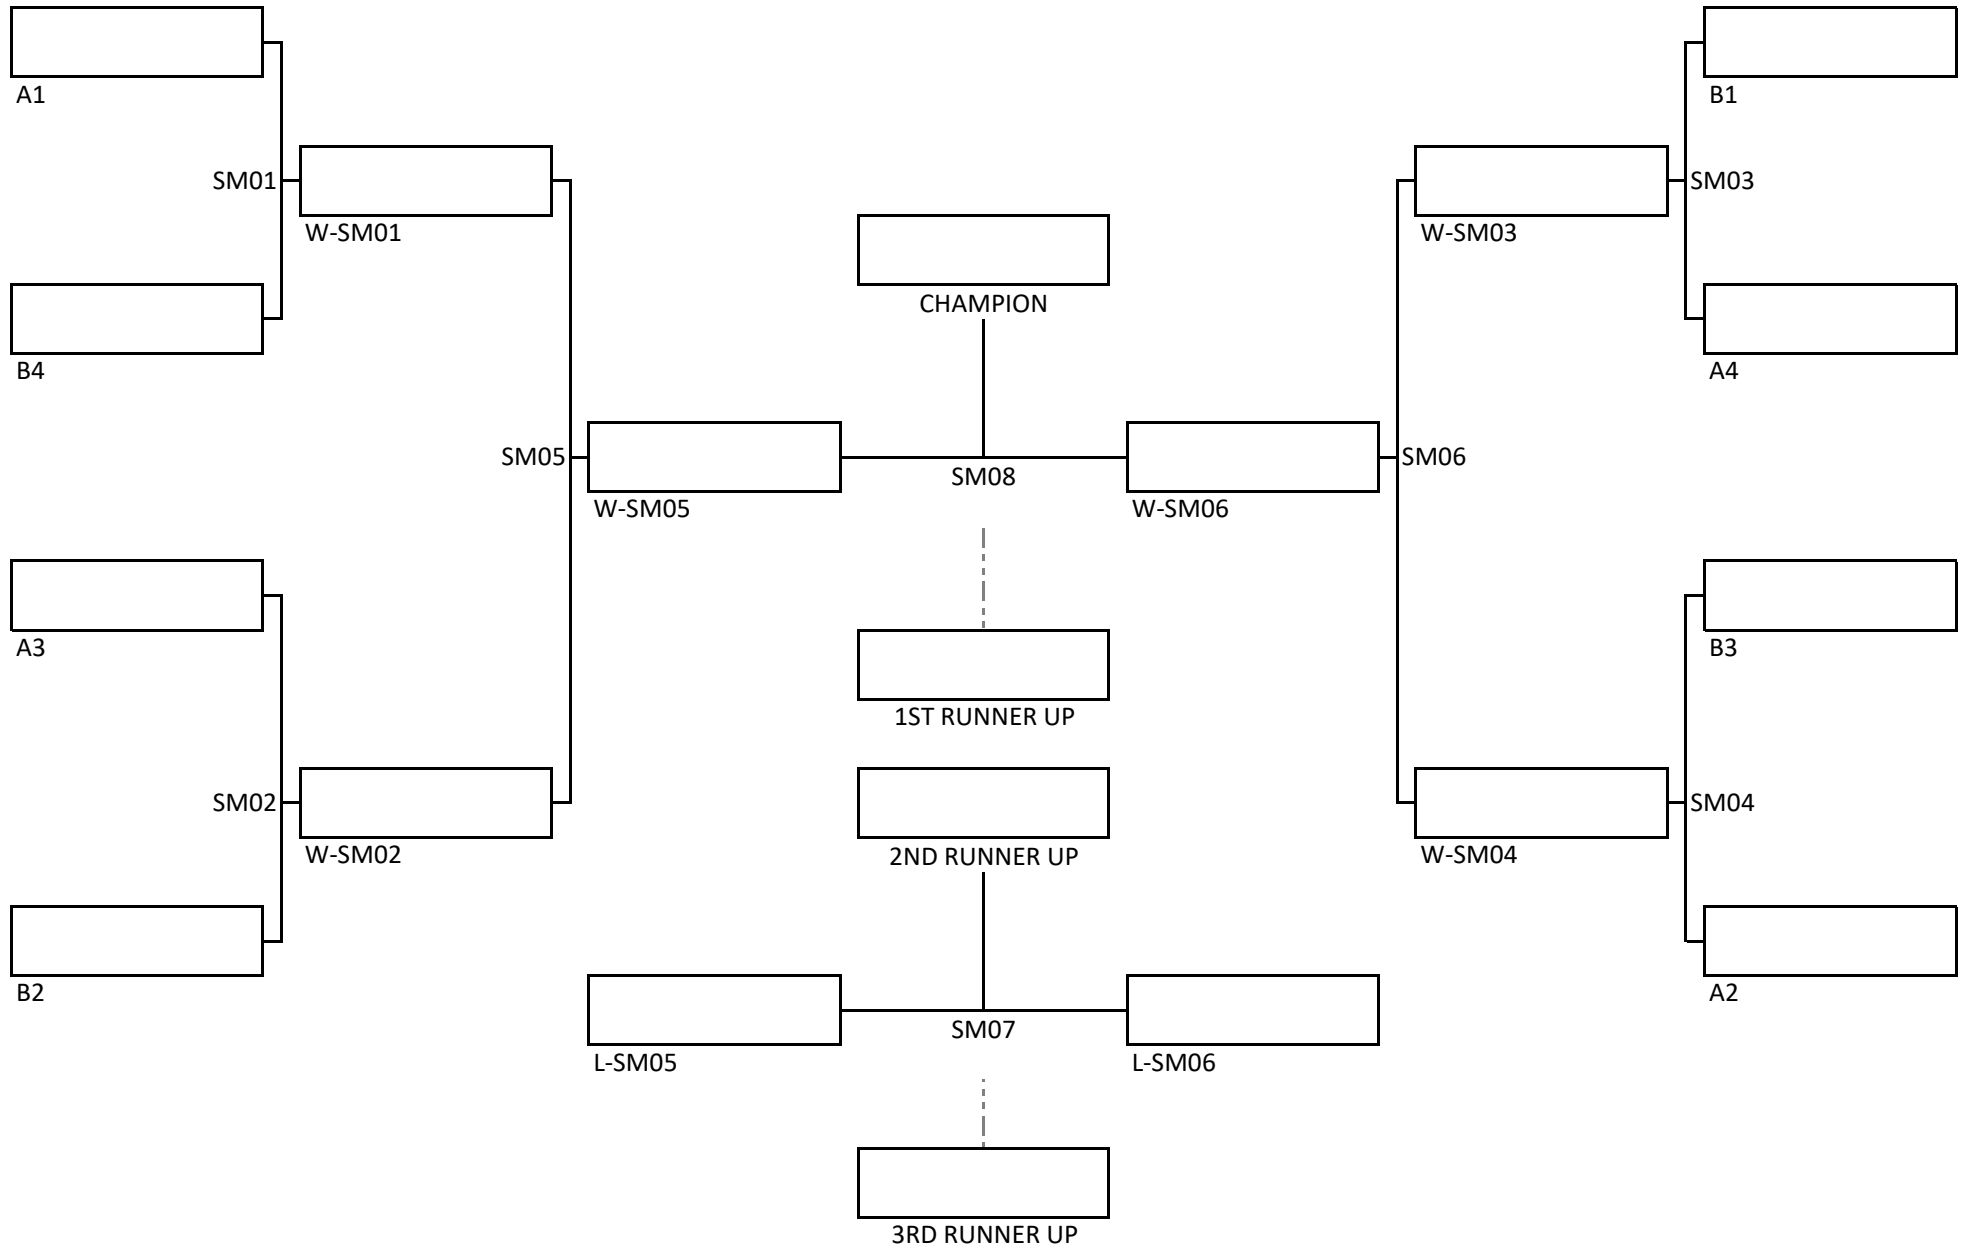 A1
B1
SM01
SM03
W-SM01
W-SM03
CHAMPION
B4
A4
SM05
SM06
SM08
W-SM05
W-SM06
A3
B3
1ST RUNNER UP
SM02
SM04
W-SM02
2ND RUNNER UP
W-SM04
B2
A2
SM07
L-SM05
L-SM06
3RD RUNNER UP